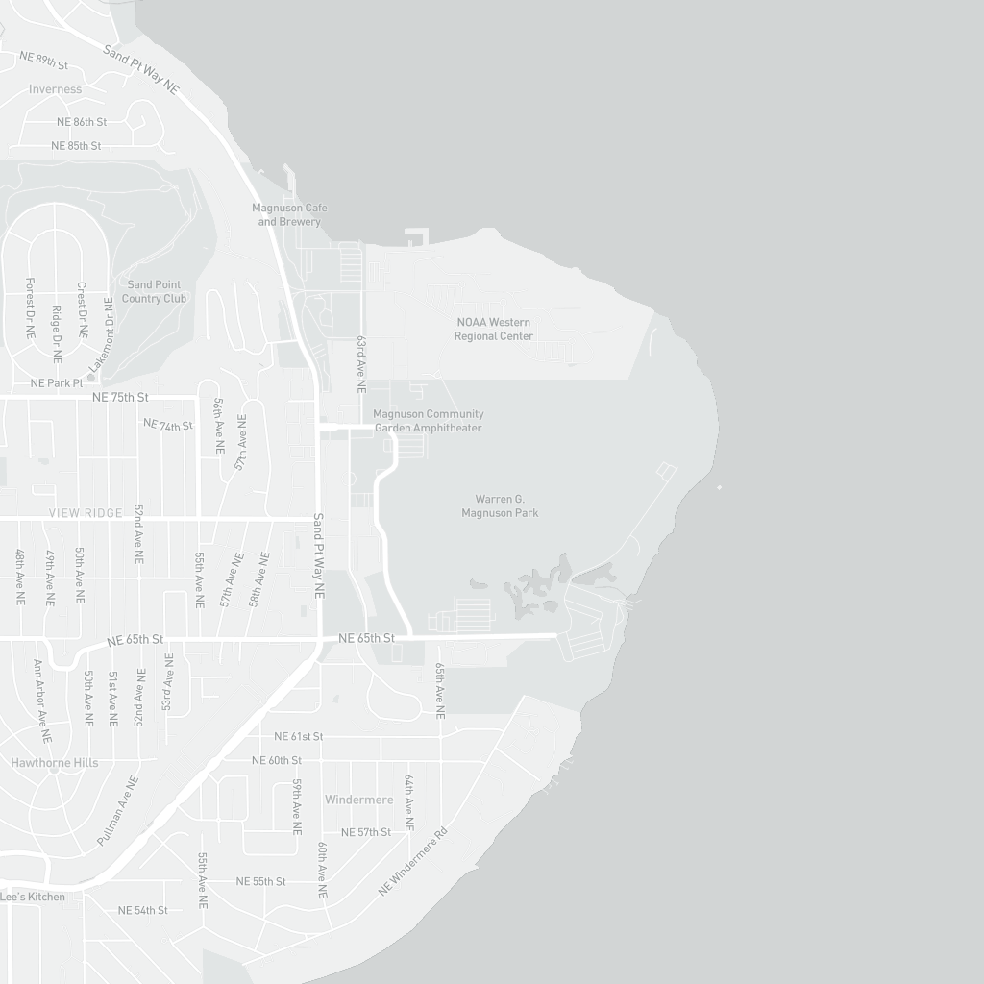 Sand Pt Way NE
NE 89th St
Inverness
NE 86th St
NE 85th St
Magnuson Cafe
and Brewery
Sand Point
Country Club
Forest Dr NE
Ridge Dr NE
Crest Dr NE
Lakemont Dr NE
NOAA Western
Regional Center
63rd Ave NE
NE Park Pl
NE 75th St
NE 74th St
56th Ave NE
57th Ave NE
Magnuson Community
Garden Amphitheater
Warren G.
Magnuson Park
VIEW RIDGE
52nd Ave NE
Sand Pt Way NE
48th Ave NE
49th Ave NE
50th Ave NE
55th Ave NE
57th Ave NE
58th Ave NE
NE 65th St
NE 65th St
Ann Arbor Ave NE
50th Ave NE
51st Ave NE
52nd Ave NE
53rd Ave NE
65th Ave NE
NE 61st St
NE 60th St
Hawthorne Hills
Pullman Ave NE
59th Ave NE
Windermere
64th Ave NE
NE 57th St
NE Windermere Rd
55th Ave NE
60th Ave NE
NE 55th St
Lee's Kitchen
NE 54th St